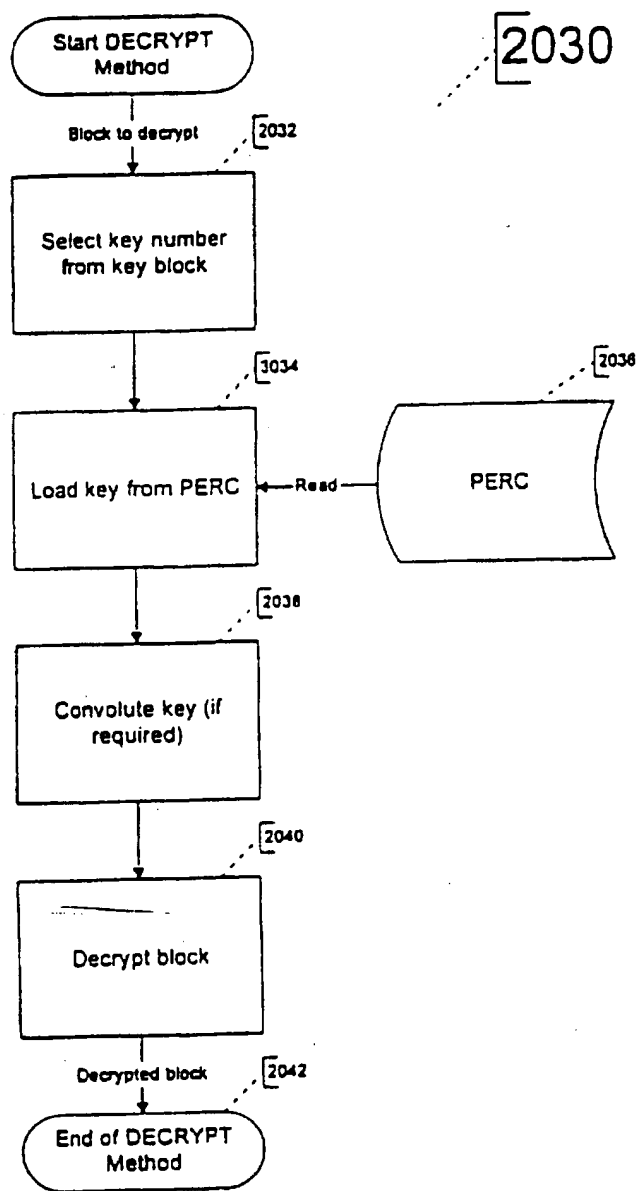 Start DECRYPT
Method
2030
Block to decrypt
2032
Select key number
from key block
3034
2036
Load key from PERC
Read
PERC
2038
Convolute key (if
required)
2040
Decrypt block
Decrypted block
2042
End of DECRYPT
Method